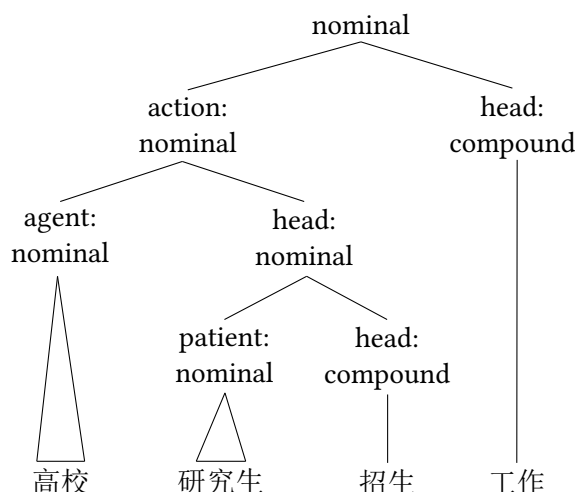 nominal
action: head:
nominal compound
agent: head:
nominal nominal
patient: head:
nominal compound
高校 研究生 招生 工作